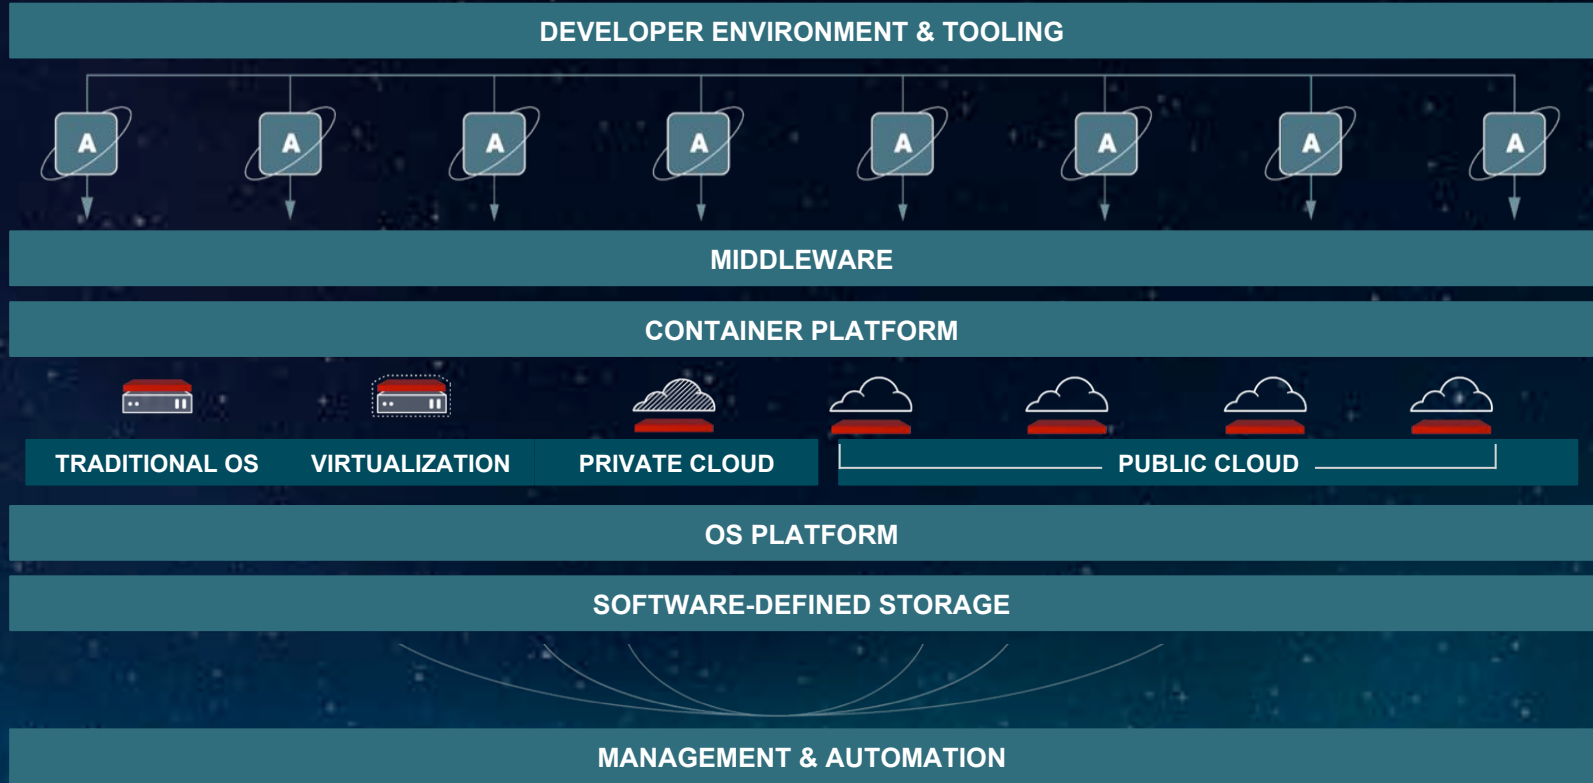 DEVELOPER ENVIRONMENT & TOOLING
A A A A A A A A
MIDDLEWARE
CONTAINER PLATFORM
TRADITIONAL OS VIRTUALIZATION PRIVATE CLOUD PUBLIC CLOUD
OS PLATFORM
SOFTWARE-DEFINED STORAGE
MANAGEMENT & AUTOMATION